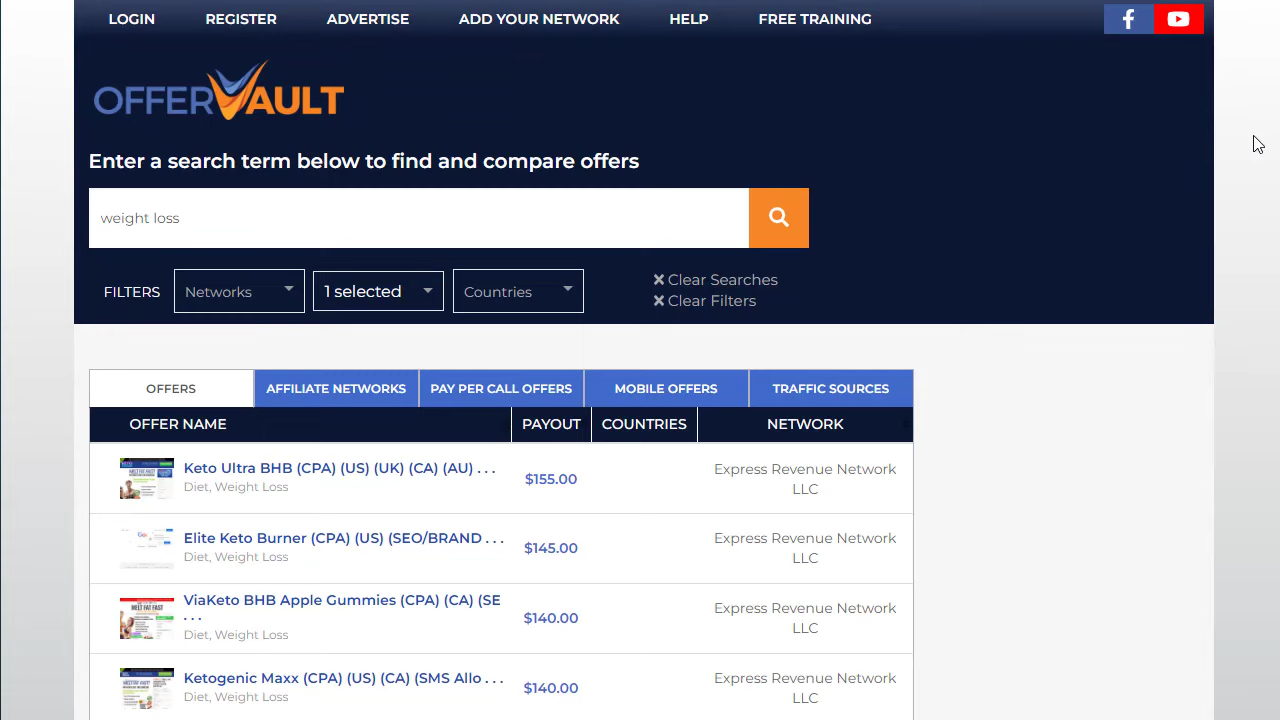 LOGIN REGISTER ADVERTISE ADD YOUR NETWORK HELP FREE TRAINING
OFFERVAULT
Enter a search term below to find and compare offers
weight loss
FILTERS Networks 1 selected Countries
Clear Searches
Clear Filters
OFFERS AFFILIATE NETWORKS PAY PER CALL OFFERS MOBILE OFFERS TRAFFIC SOURCES
OFFER NAME PAYOUT COUNTRIES NETWORK
Keto Ultra BHB (CPA) (US) (UK) (CA) (AU) . . .
Diet, Weight Loss
$155.00
Express Revenue Network
LLC
Elite Keto Burner (CPA) (US) (SEO/BRAND . . .
Diet, Weight Loss
$145.00
Express Revenue Network
LLC
ViaKeto BHB Apple Gummies (CPA) (CA) (SE
. . .
Diet, Weight Loss
$140.00
Express Revenue Network
LLC
Ketogenic Maxx (CPA) (US) (CA) (SMS Allo . . .
Diet, Weight Loss
$140.00
Express Revenue Network
LLC